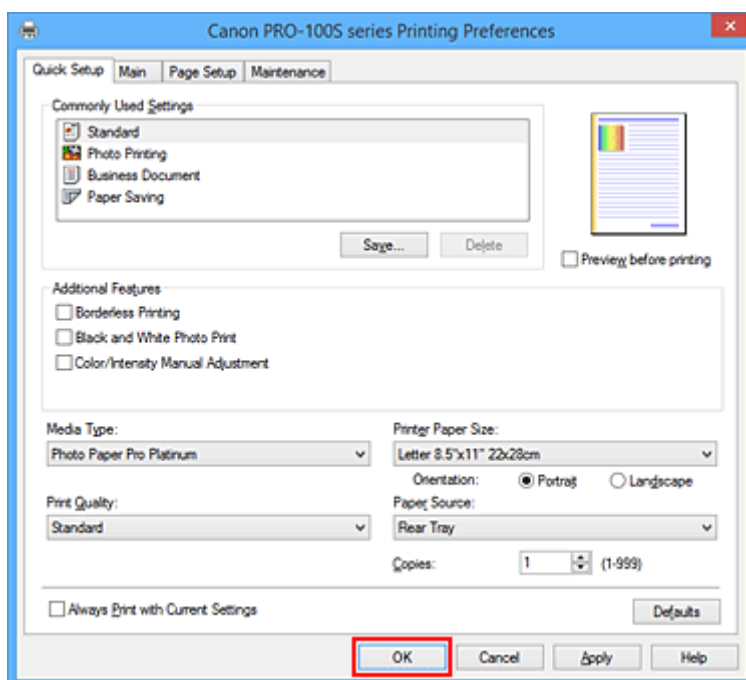 Canon PRO-100S series Printing Preferences
Quick Setup Main Page Setup Maintenance
Commonly Used Settings
Standard
Photo Printing
Business Document
Paper Saving
Save... Delete
Preview before printing
Additional Features
Borderless Printing
Black and White Photo Print
Color/Intensity Manual Adjustment
Media Type:
Photo Paper Pro Platinum
Printer Paper Size:
Letter 8.5"x11" 22x28cm
Orientation: Portrait Landscape
Print Quality:
Standard
Paper Source:
Rear Tray
Copies: 1 (1-999)
Always Print with Current Settings
Defaults
OK Cancel Apply Help